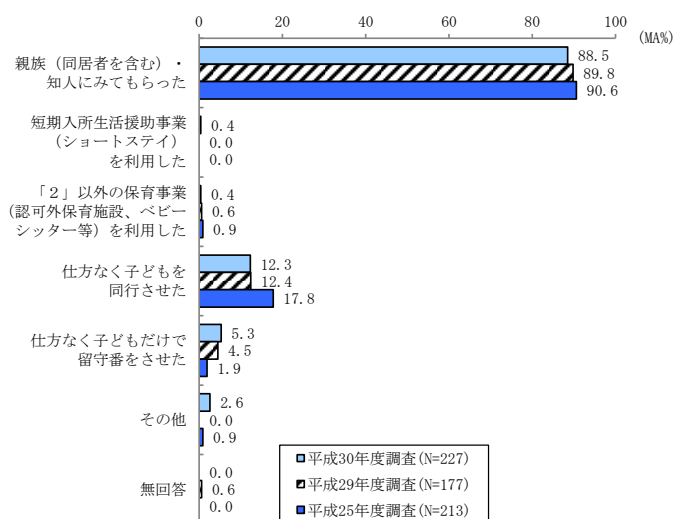 0 20 40 60 80 100
(MA%)
親族（同居者を含む）・
知人にみてもらった
88.5
89.8
90.6
短期入所生活援助事業
（ショートステイ）
を利用した
0.4
0.0
0.0
「２」以外の保育事業
（認可外保育施設、ベビー
シッター等）を利用した
0.4
0.6
0.9
仕方なく子どもを
同行させた
12.3
12.4
17.8
仕方なく子どもだけで
留守番をさせた
5.3
4.5
1.9
その他
2.6
0.0
0.9
無回答
0.0
0.6
0.0
平成30年度調査(N=227)
平成29年度調査(N=177)
平成25年度調査(N=213)